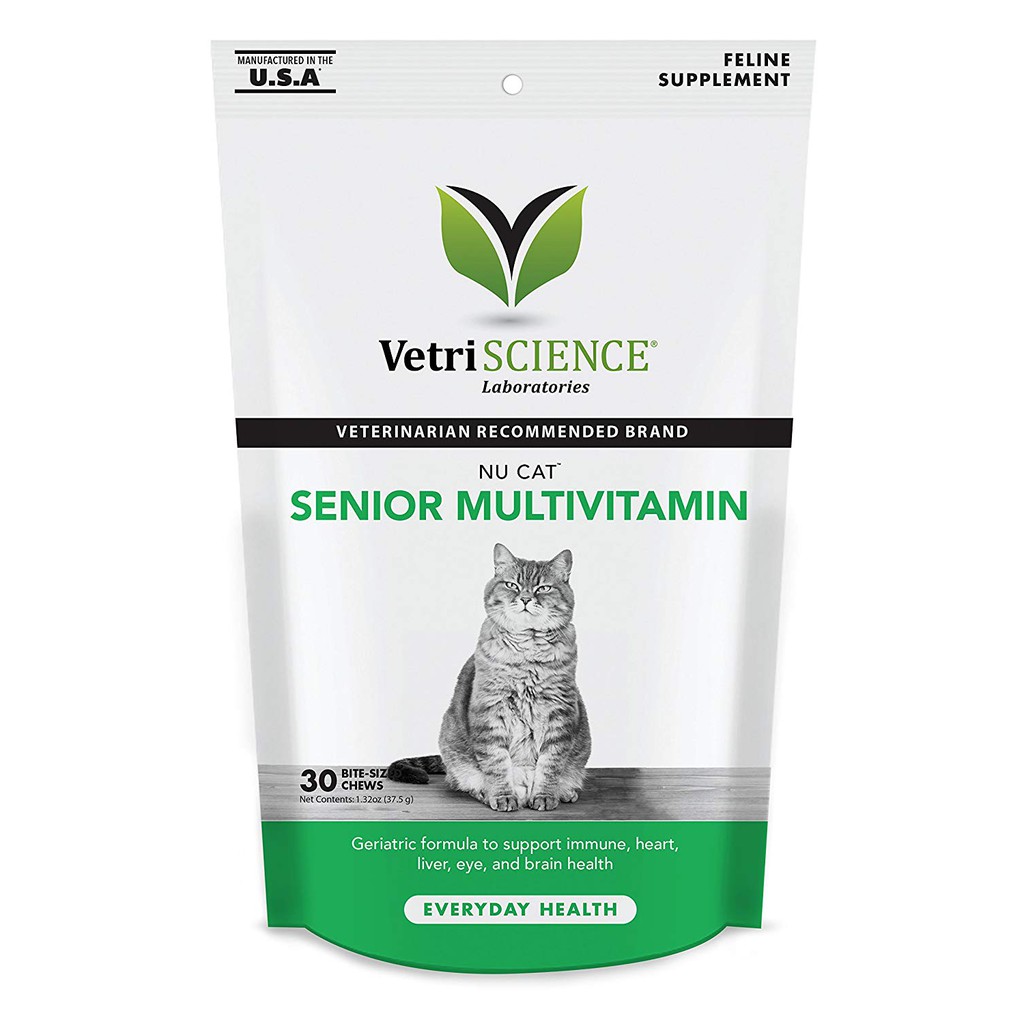 MANUFACTURED IN THE
U.S.A*
FELINE
SUPPLEMENT
VetriSCIENCE®
Laboratories
VETERINARIAN RECOMMENDED BRAND
NU CAT™
SENIOR MULTIVITAMIN
30 BITE-SIZED
CHEWS
Net Contents: 1.32oz (37.5 g)
Geriatric formula to support immune, heart,
liver, eye, and brain health
EVERYDAY HEALTH